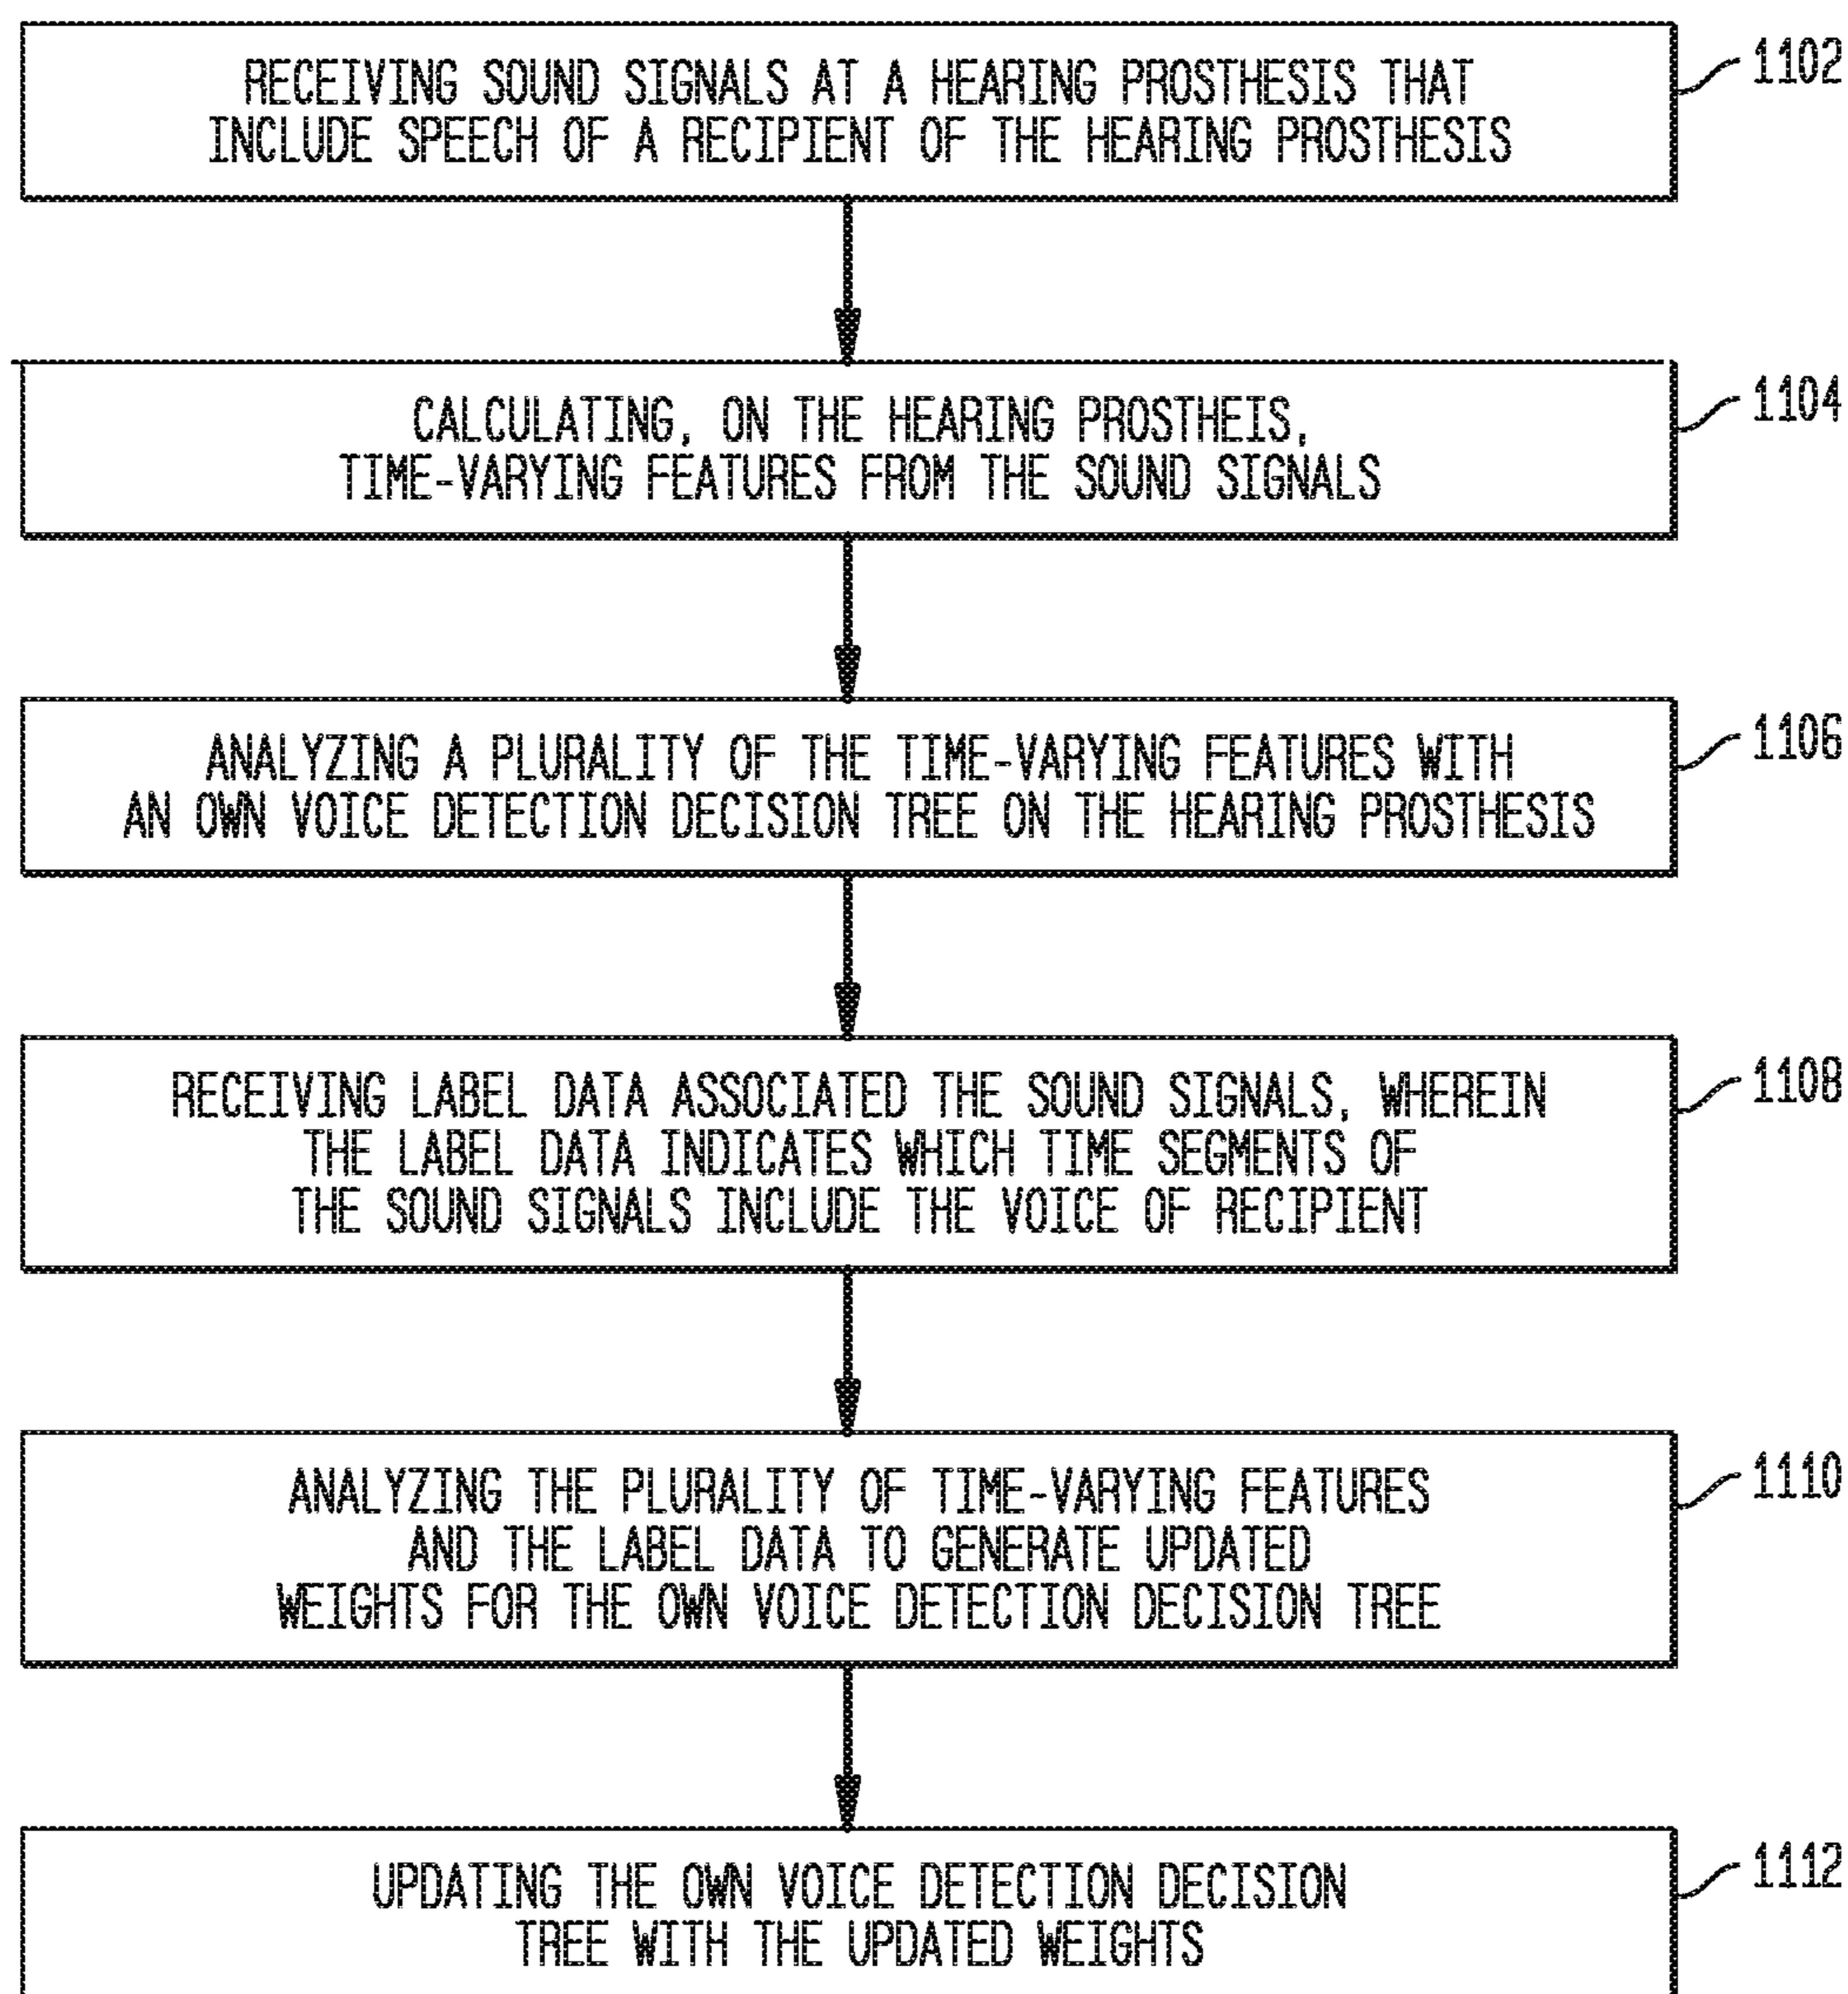 RECEIVING SOUND SIGNALS AT A HEARING PROSTHESIS THAT
INCLUDE SPEECH OF A RECIPIENT OF THE HEARING PROSTHESIS
1102
CALCULATING, ON THE HEARING PROSTHEIS,
TIME-VARYING FEATURES FROM THE SOUND SIGNALS
1104
ANALYZING A PLURALITY OF THE TIME-VARYING FEATURES WITH
AN OWN VOICE DETECTION DECISION TREE ON THE HEARING PROSTHESIS
1106
RECEIVING LABEL DATA ASSOCIATED THE SOUND SIGNALS, WHEREIN
THE LABEL DATA INDICATES WHICH TIME SEGMENTS OF
THE SOUND SIGNALS INCLUDE THE VOICE OF RECIPIENT
1108
ANALYZING THE PLURALITY OF TIME-VARYING FEATURES
AND THE LABEL DATA TO GENERATE UPDATED
WEIGHTS FOR THE OWN VOICE DETECTION DECISION TREE
1110
UPDATING THE OWN VOICE DETECTION DECISION
TREE WITH THE UPDATED WEIGHTS
1112